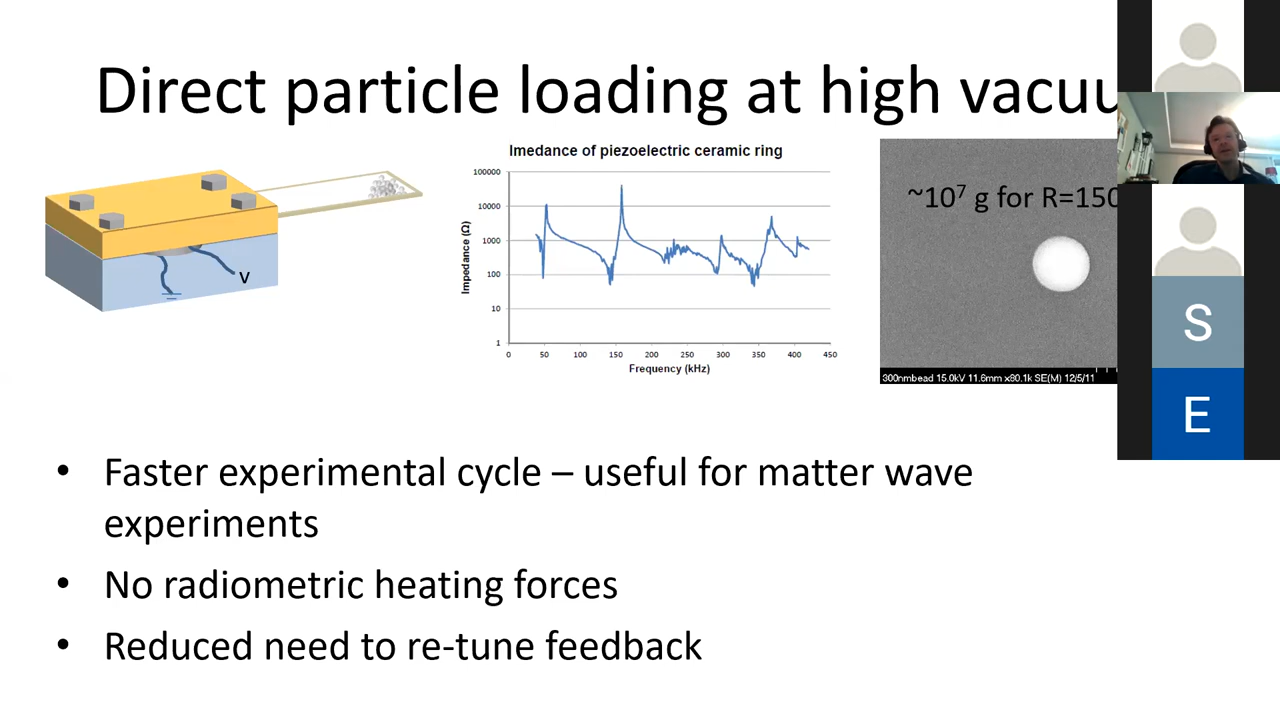 Direct particle loading at high vacuu
V
Imedance of piezoelectric ceramic ring
Impedance (Ω)
100000
10000
1000
100
10
1
0 50 100 150 200 250 300 350 400 450
Frequency (kHz)
~10⁷ g for R=150
300nmbead 15.0kV 11.6mm x80.1k SE(M) 12/5/11
S
E
• Faster experimental cycle – useful for matter wave
experiments
• No radiometric heating forces
• Reduced need to re-tune feedback